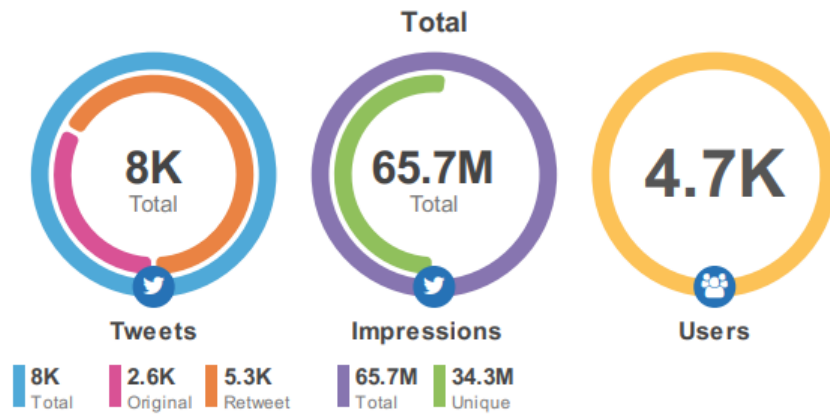 Total
8K
Total
65.7M
Total
4.7K
Tweets
Impressions
Users
8K
Total
2.6K
Original
5.3K
Retweet
65.7M
Total
34.3M
Unique